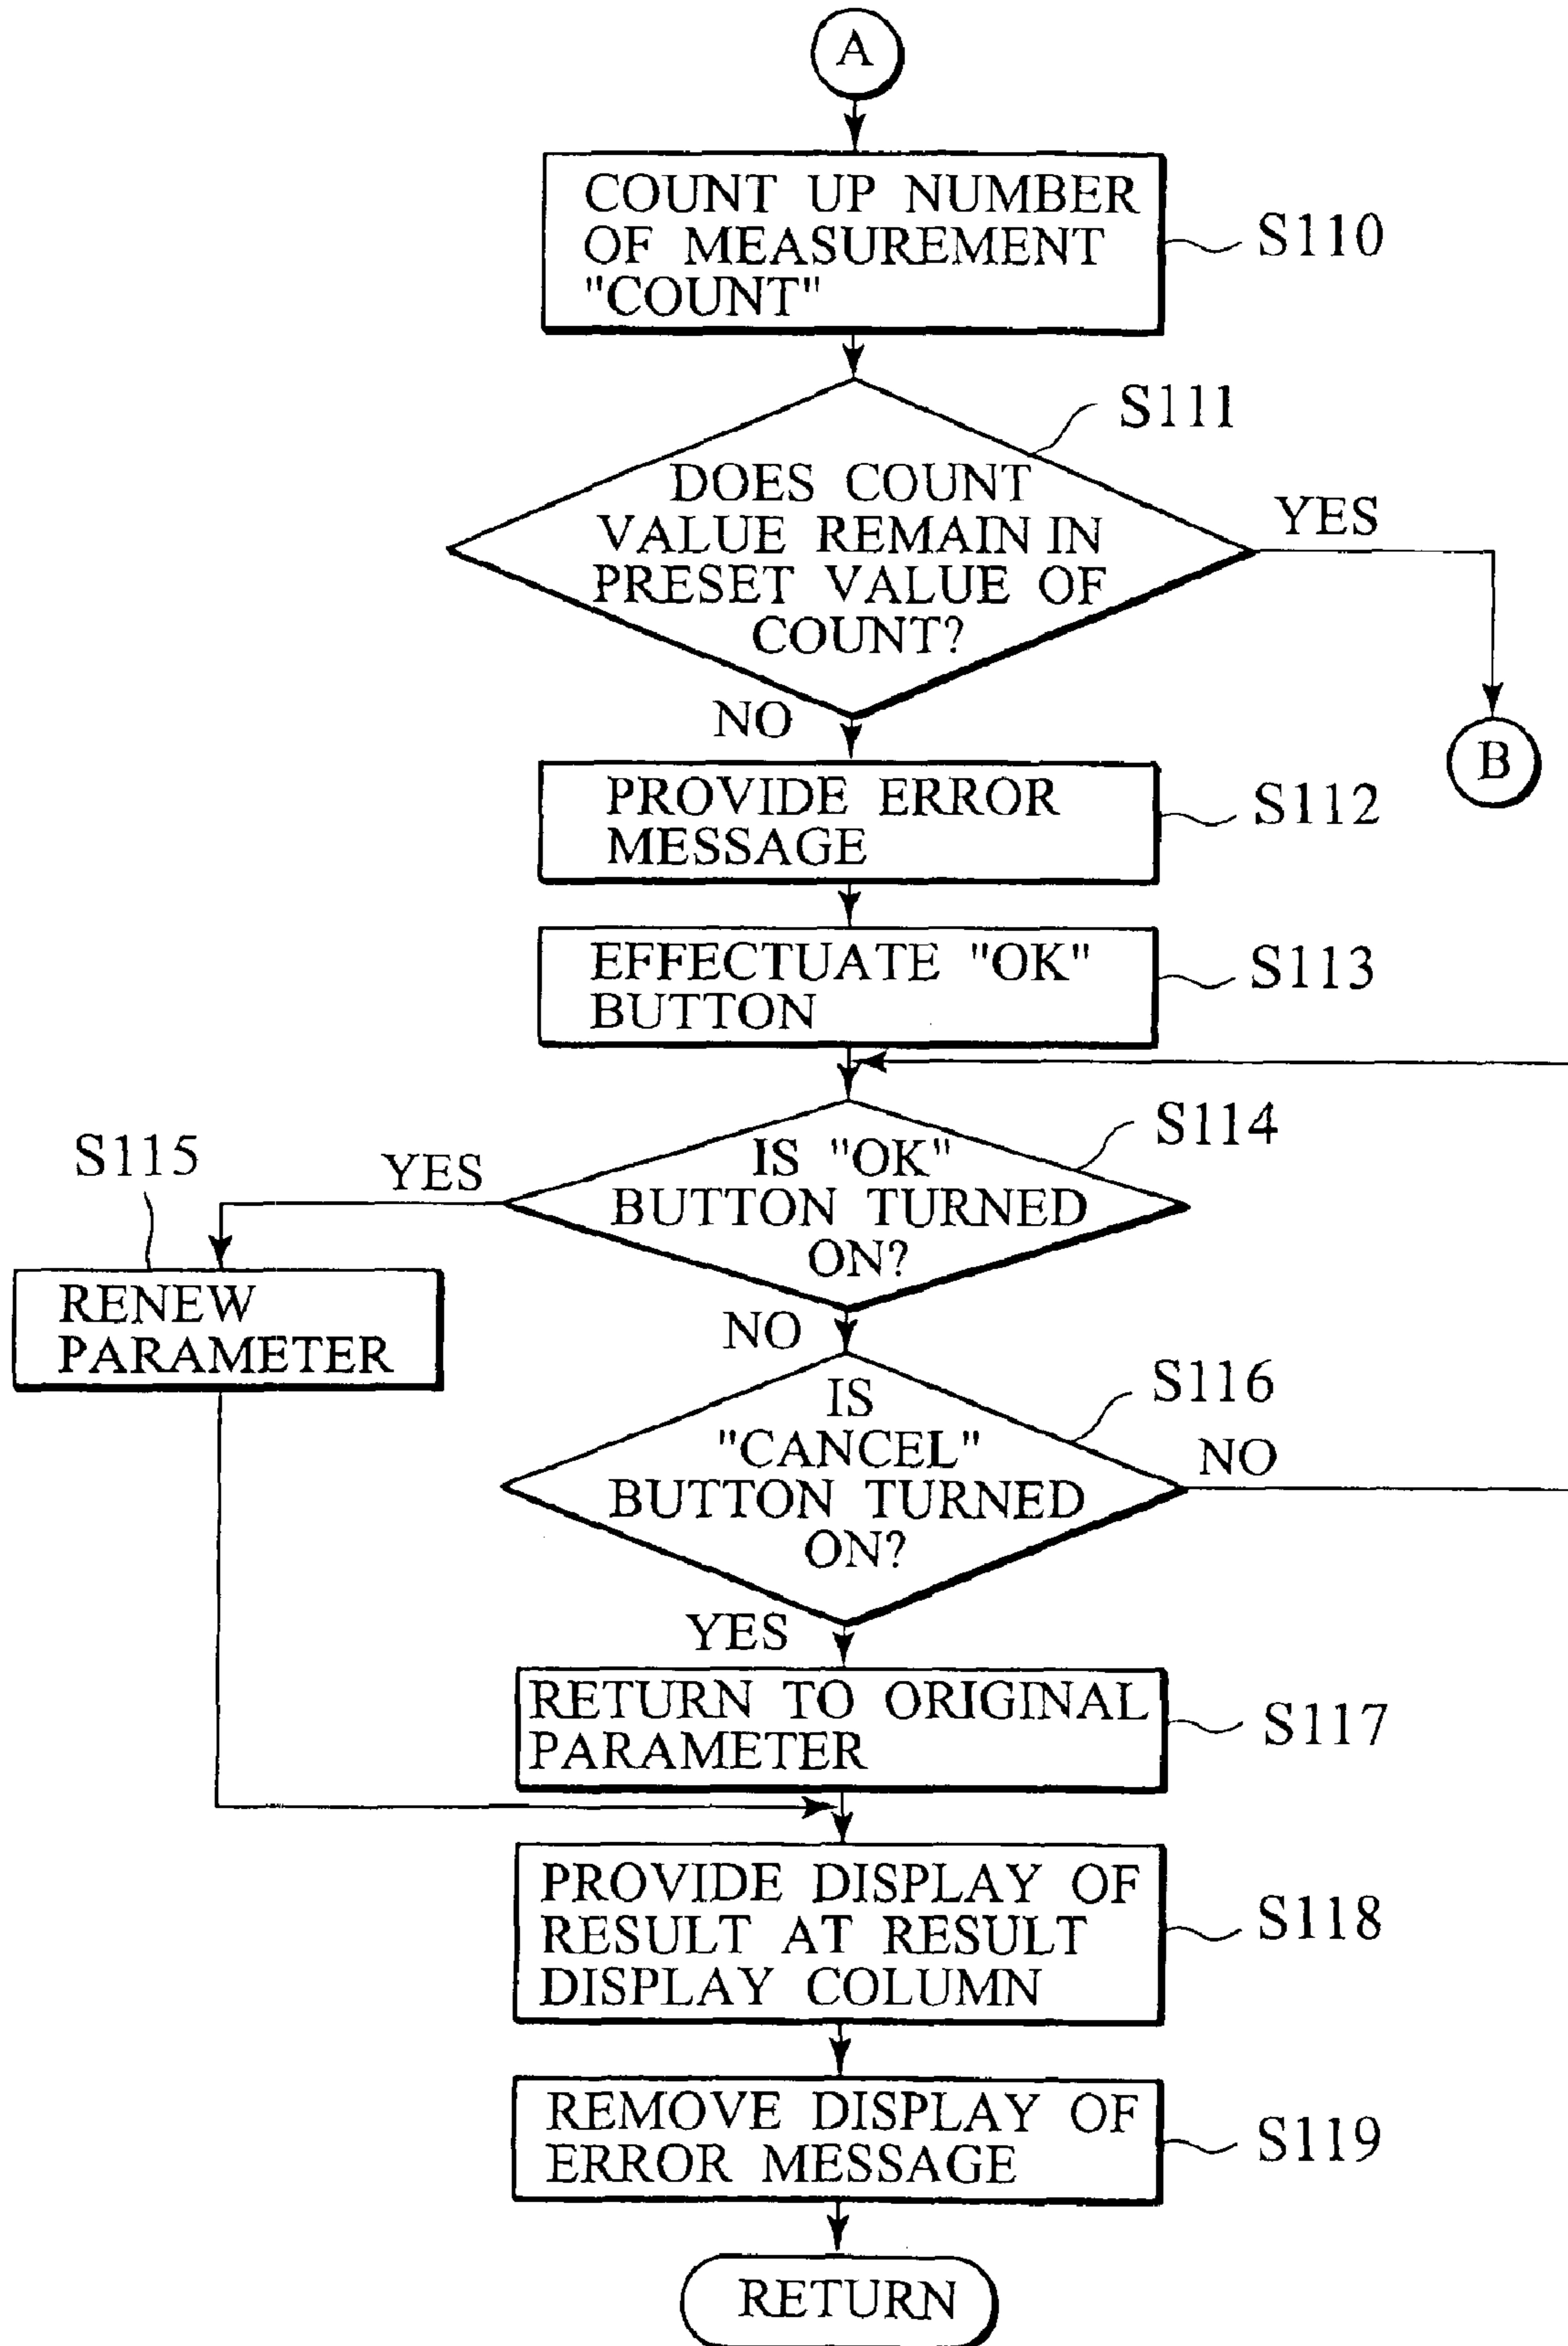 A
COUNT UP NUMBER
OF MEASUREMENT
"COUNT"
S110
S111
DOES COUNT
VALUE REMAIN IN
PRESET VALUE OF
COUNT?
YES
B
NO
PROVIDE ERROR
MESSAGE
S112
EFFECTUATE "OK"
BUTTON
S113
S114
IS "OK"
BUTTON TURNED
ON?
YES
S115
RENEW
PARAMETER
NO
S116
IS
"CANCEL"
BUTTON TURNED
ON?
NO
YES
RETURN TO ORIGINAL
PARAMETER
S117
PROVIDE DISPLAY OF
RESULT AT RESULT
DISPLAY COLUMN
S118
REMOVE DISPLAY OF
ERROR MESSAGE
S119
RETURN